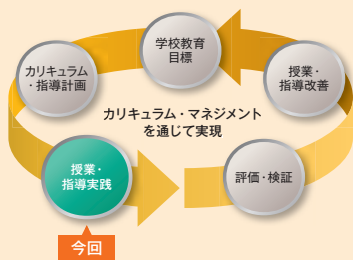 学校教育
目標
カリキュラム
・指導計画
授業・
指導改善
カリキュラム・マネジメント
を通じて実現
授業・
指導実践
評価・検証
今回